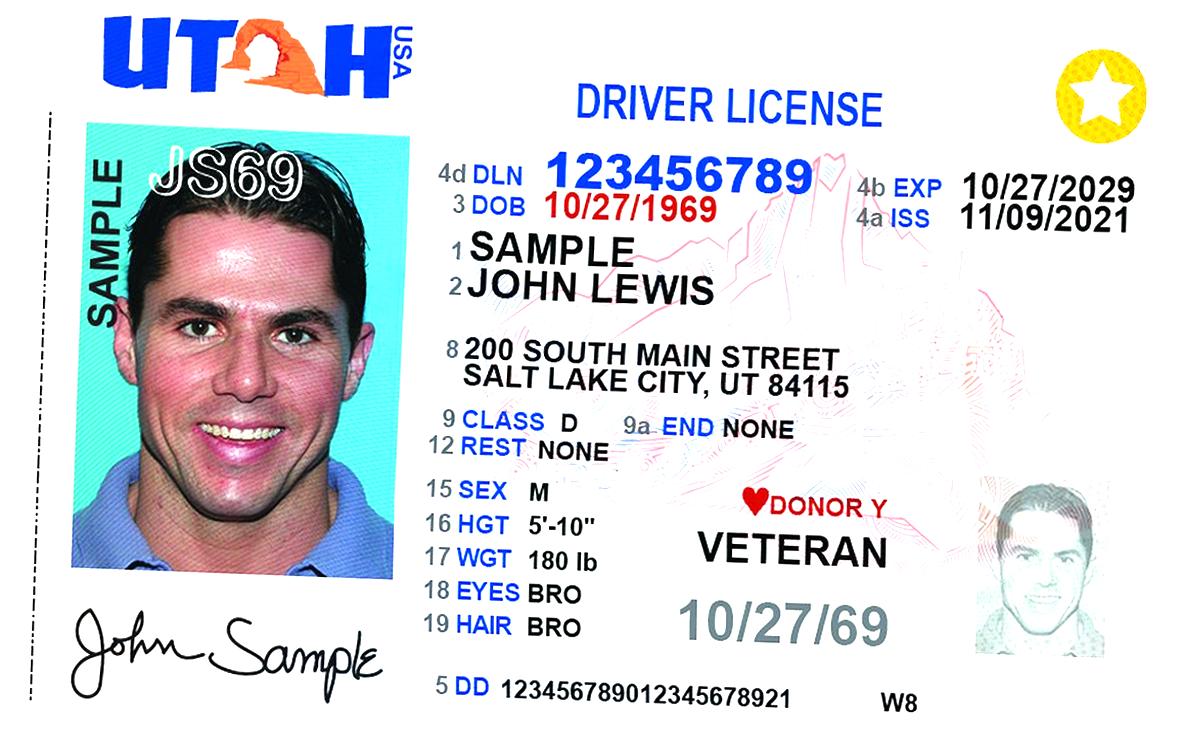 UTAH USA
DRIVER LICENSE
SAMPLE
JS69
4d DLN 123456789
4b EXP 10/27/2029
3 DOB 10/27/1969
4a ISS 11/09/2021
1 SAMPLE
2 JOHN LEWIS
8 200 SOUTH MAIN STREET
SALT LAKE CITY, UT 84115
9 CLASS D 9a END NONE
12 REST NONE
15 SEX M
16 HGT 5'-10"
17 WGT 180 lb
18 EYES BRO
19 HAIR BRO
DONOR Y
VETERAN
10/27/69
John Sample
5 DD 123456789012345678921
W8